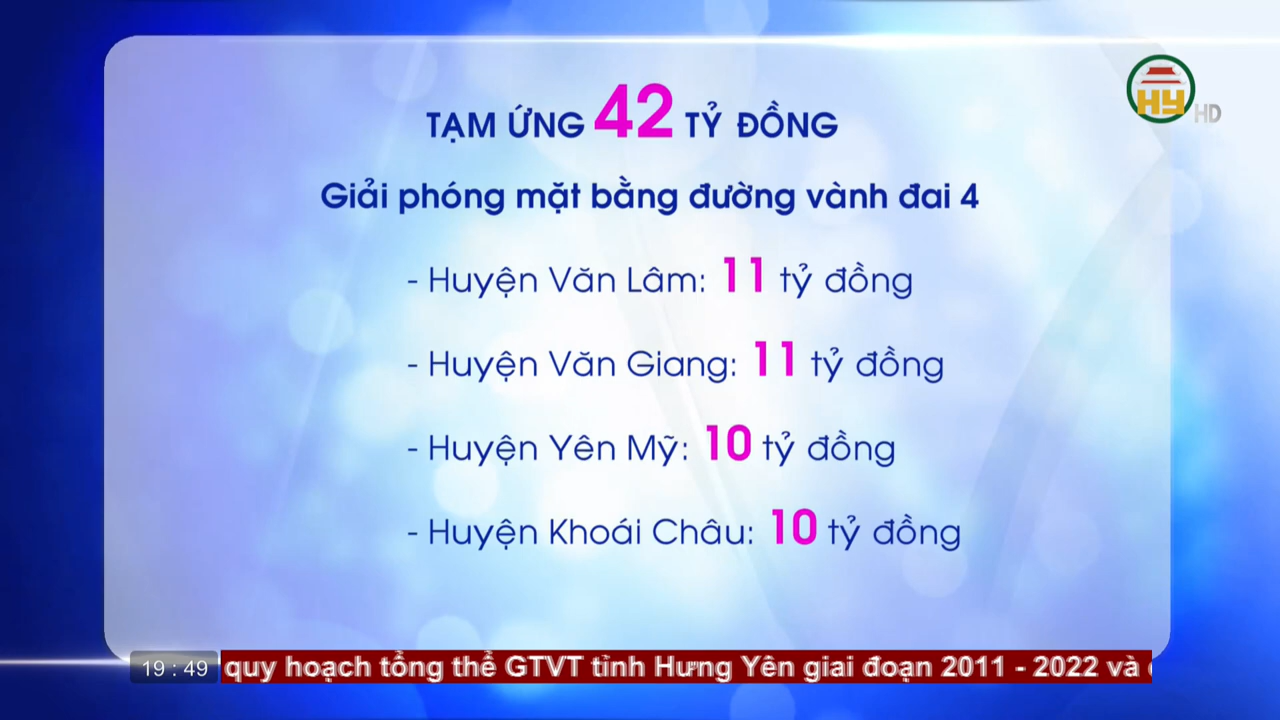 HY HD
TẠM ỨNG 42 TỶ ĐỒNG
Giải phóng mặt bằng đường vành đai 4
- Huyện Văn Lâm: 11 tỷ đồng
- Huyện Văn Giang: 11 tỷ đồng
- Huyện Yên Mỹ: 10 tỷ đồng
- Huyện Khoái Châu: 10 tỷ đồng
19 : 49 quy hoạch tổng thể GTVT tỉnh Hưng Yên giai đoạn 2011 - 2022 và